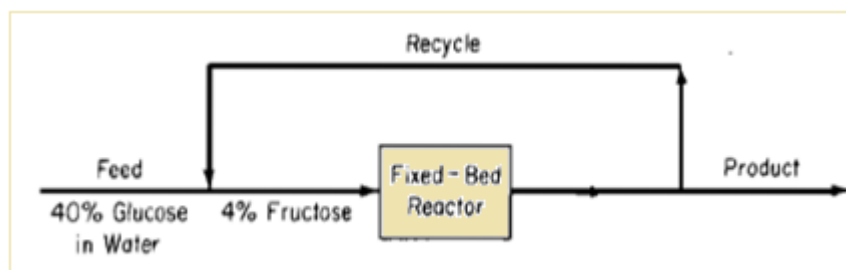 Recycle
Feed
Product
40% Glucose
in Water
4% Fructose
Fixed-Bed
Reactor